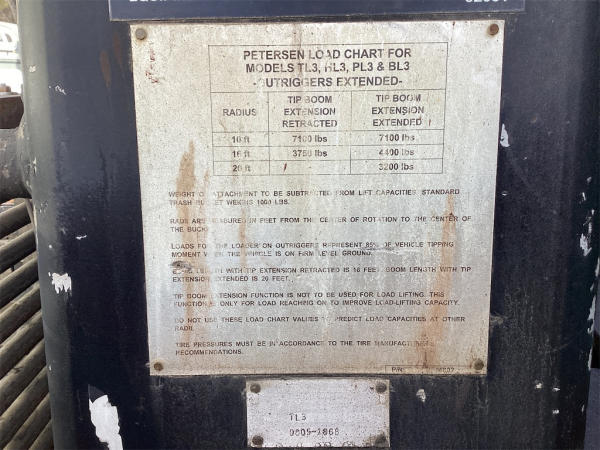 PETERSEN LOAD CHART FOR
MODELS TL3, RL3, PL3 & BL3
-OUTRIGGERS EXTENDED-
RADIUS TIP BOOM EXTENSION RETRACTED TIP BOOM EXTENSION EXTENDED
10 ft 7100 lbs 7100 lbs
16 ft 3750 lbs 4400 lbs
20 ft - 3200 lbs
WEIGHT OF ATTACHMENT TO BE SUBTRACTED FROM LIFT CAPACITIES. STANDARD
TRASH BUCKET WEIGHS 1000 LBS.
RADII ARE MEASURED IN FEET FROM THE CENTER OF ROTATION TO THE CENTER OF
THE BUCKET
LOADS FOR THE LOADER ON OUTRIGGERS REPRESENT 85% OF VEHICLE TIPPING
MOMENT WHEN THE VEHICLE IS ON FIRM LEVEL GROUND.
BOOM LENGTH WITH TIP EXTENSION RETRACTED IS 16 FEET. BOOM LENGTH WITH TIP
EXTENSION EXTENDED IS 20 FEET.
TIP BOOM EXTENSION FUNCTION IS NOT TO BE USED FOR LOAD LIFTING. THIS
FUNCTION IS ONLY FOR LOAD REACHING OR TO IMPROVE LOAD-LIFTING CAPACITY.
DO NOT USE THESE LOAD CHART VALUES TO PREDICT LOAD CAPACITIES AT OTHER
RADII.
TIRE PRESSURES MUST BE IN ACCORDANCE TO THE TIRE MANUFACTURER'S
RECOMMENDATIONS.
P/N:
TL3
0805-1868